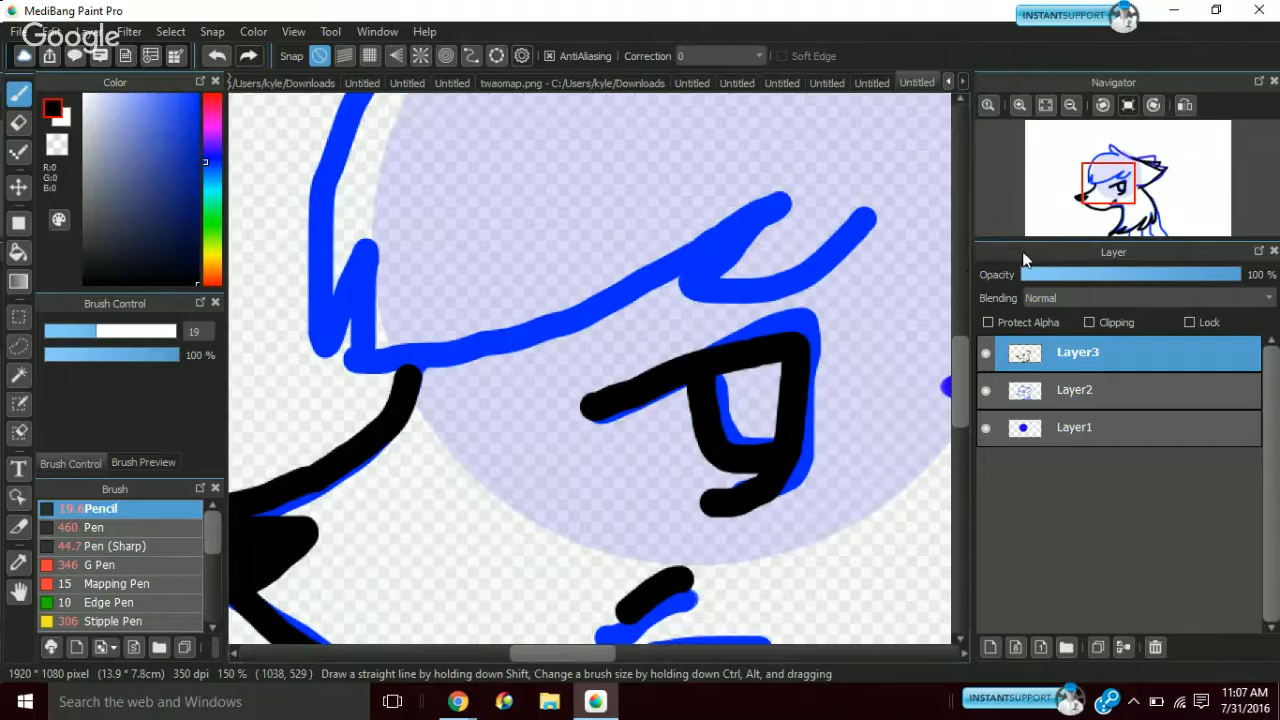 MediBang Paint Pro
INSTANTSUPPORT
File Edit Layer Filter Select Snap Color View Tool Window Help
Google
Snap AntiAliasing Correction 0 Soft Edge
Color
/Users/kyle/Downloads Untitled Untitled Untitled twaomap.png - C:/Users/kyle/Downloads Untitled Untitled Untitled Untitled Untitled Untitled
Navigator
R:0
G:0
B:0
Layer
Opacity 100 %
Blending Normal
Protect Alpha Clipping Lock
Brush Control
19
100 %
Layer3
Layer2
Layer1
Brush Control Brush Preview
Brush
19.6 Pencil
460 Pen
44.7 Pen (Sharp)
346 G Pen
15 Mapping Pen
10 Edge Pen
306 Stipple Pen
T
1920 * 1080 pixel (13.9 * 7.8cm) 350 dpi 150 % ( 1038, 529 ) Draw a straight line by holding down Shift, Change a brush size by holding down Ctrl, Alt, and dragging
Search the web and Windows
INSTANTSUPPORT
11:07 AM
7/31/2016